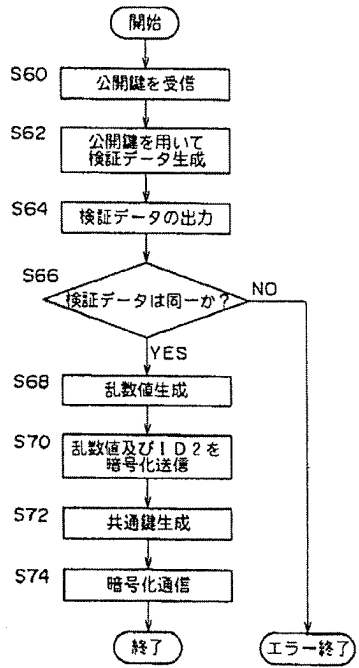 開始
S60
公開鍵を受信
S62
公開鍵を用いて
検証データ生成
S64
検証データの出力
S66
検証データは同一か?
NO
YES
S68
乱数値生成
S70
乱数値及びID2を
暗号化送信
S72
共通鍵生成
S74
暗号化通信
終了
エラー終了